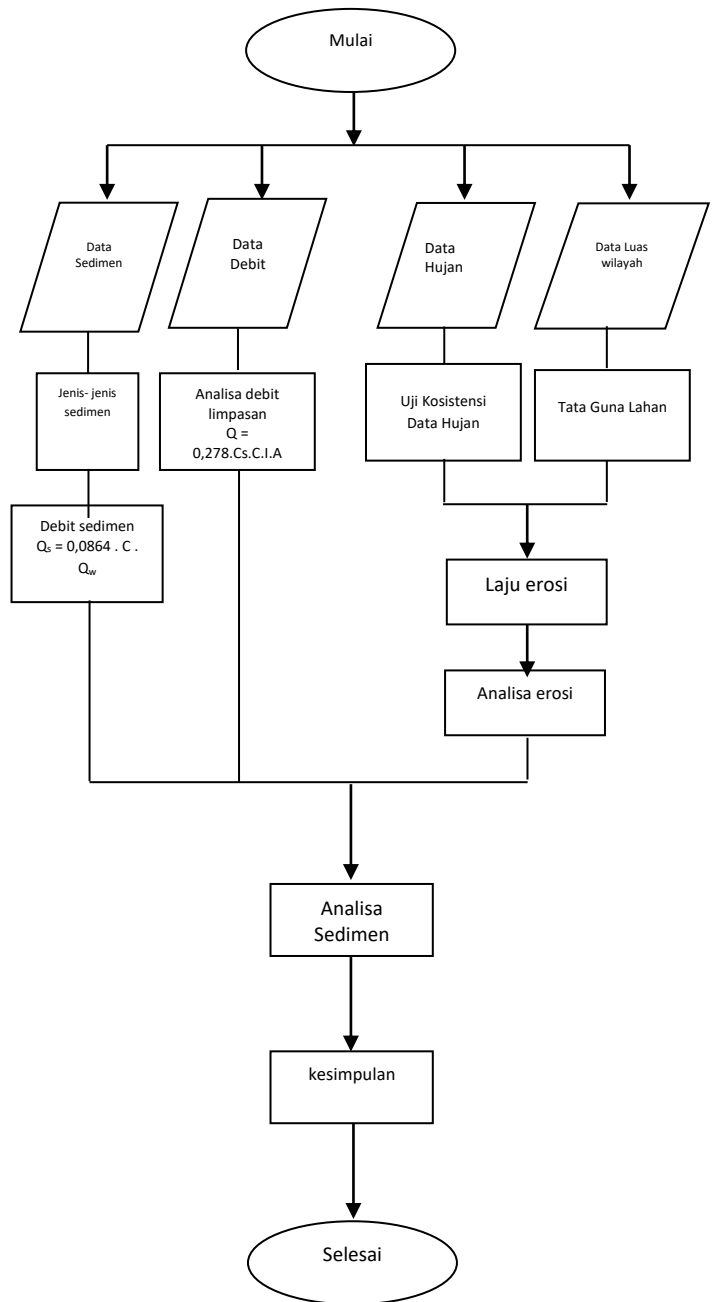 Mulai
Data
Sedimen
Data
Debit
Data
Hujan
Data Luas
wilayah
Jenis- jenis
sedimen
Analisa debit
limpasan
Q =
0,278.Cs.C.I.A
Uji Kosistensi
Data Hujan
Tata Guna Lahan
Debit sedimen
Qₛ = 0,0864 . C .
Q_w
Laju erosi
Analisa erosi
Analisa
Sedimen
kesimpulan
Selesai